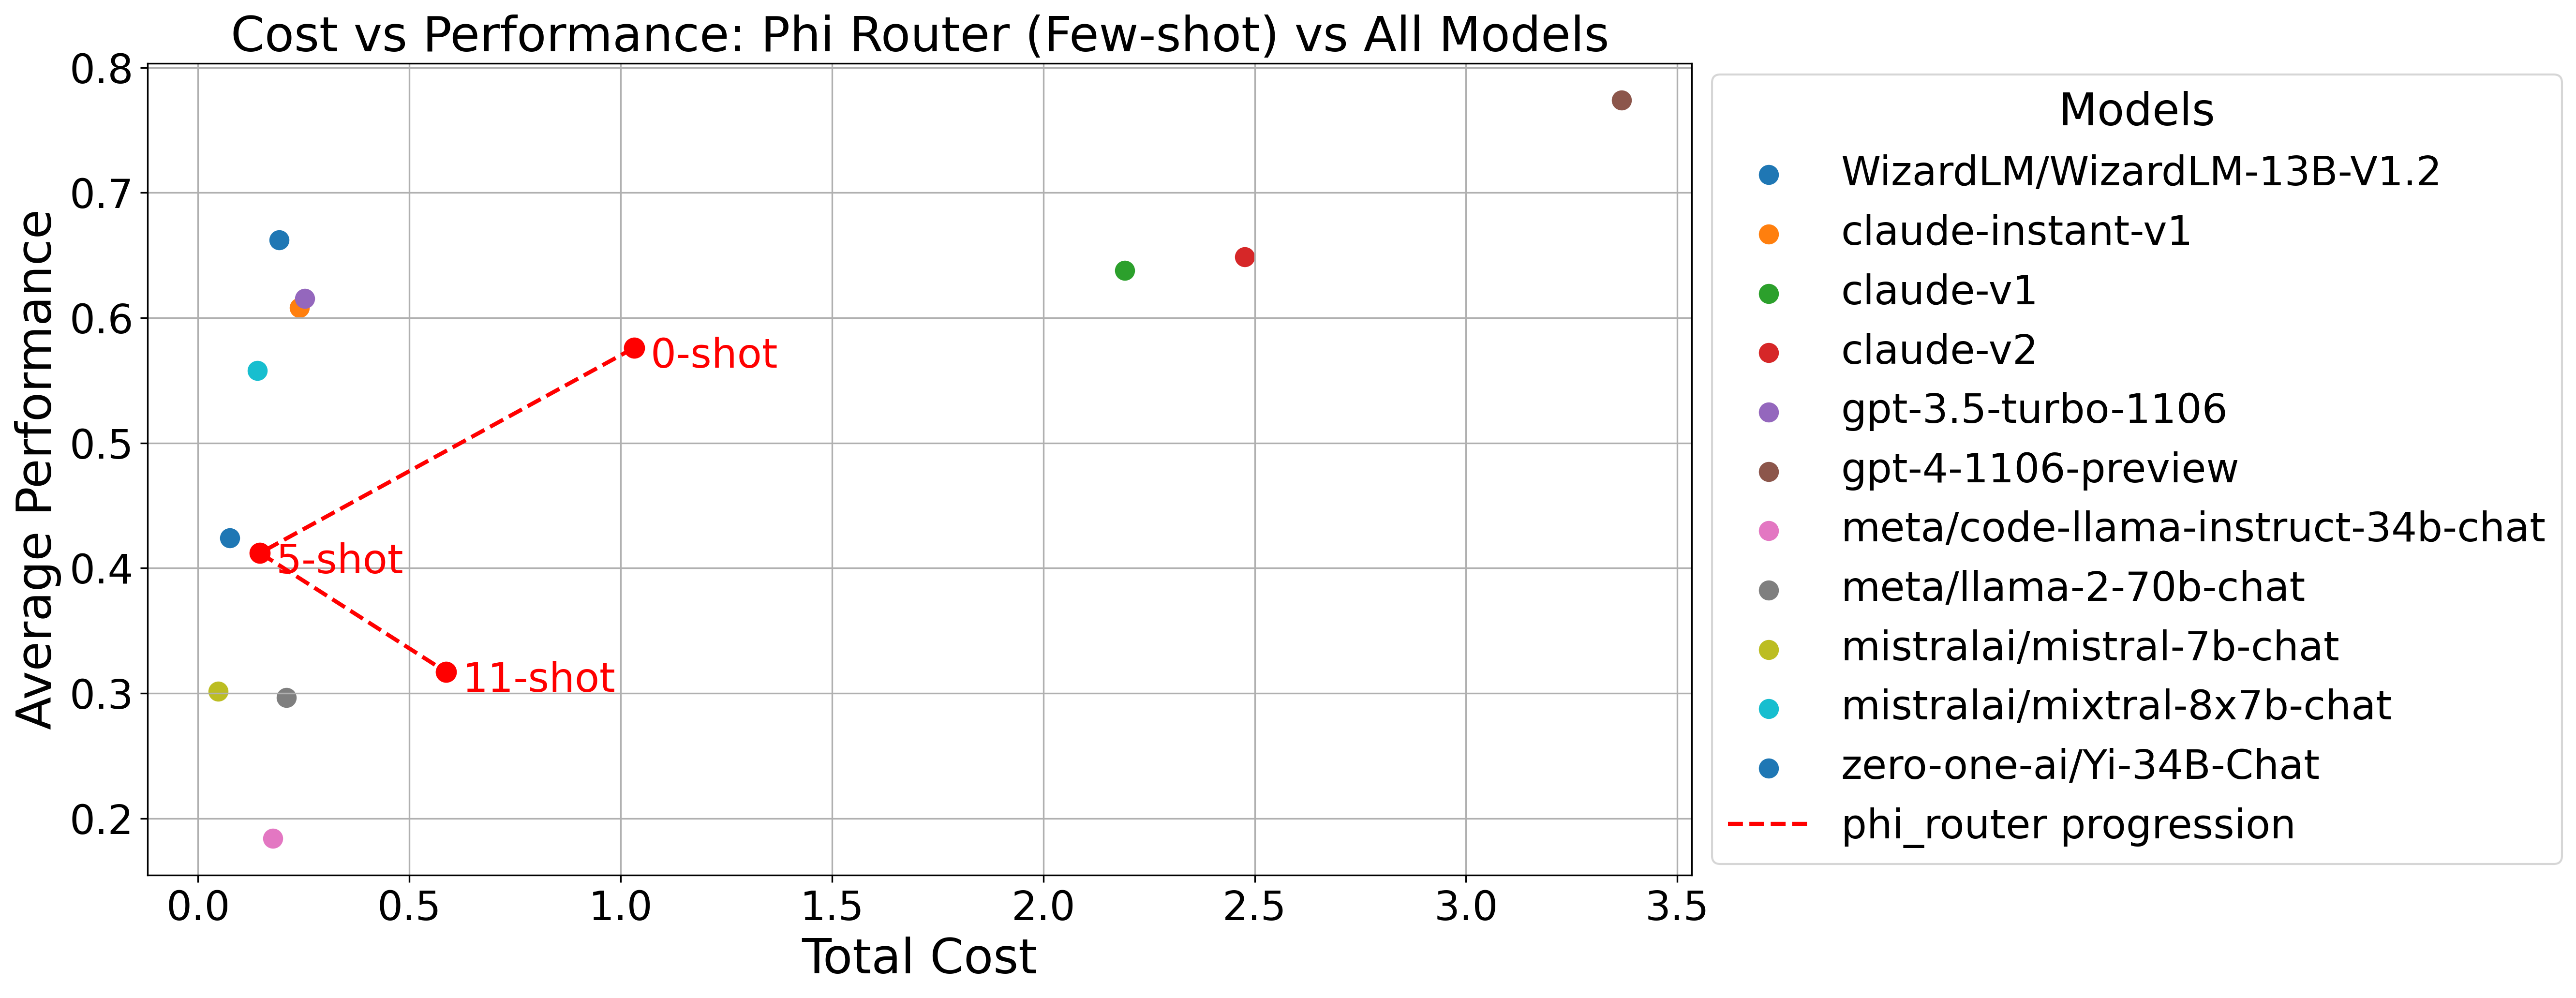 Cost vs Performance: Phi Router (Few-shot) vs All Models
Average Performance
0.8
0.7
0.6
0.5
0.4
0.3
0.2
0-shot
5-shot
11-shot
0.0 0.5 1.0 1.5 2.0 2.5 3.0 3.5
Total Cost
Models
WizardLM/WizardLM-13B-V1.2
claude-instant-v1
claude-v1
claude-v2
gpt-3.5-turbo-1106
gpt-4-1106-preview
meta/code-llama-instruct-34b-chat
meta/llama-2-70b-chat
mistralai/mistral-7b-chat
mistralai/mixtral-8x7b-chat
zero-one-ai/Yi-34B-Chat
phi_router progression